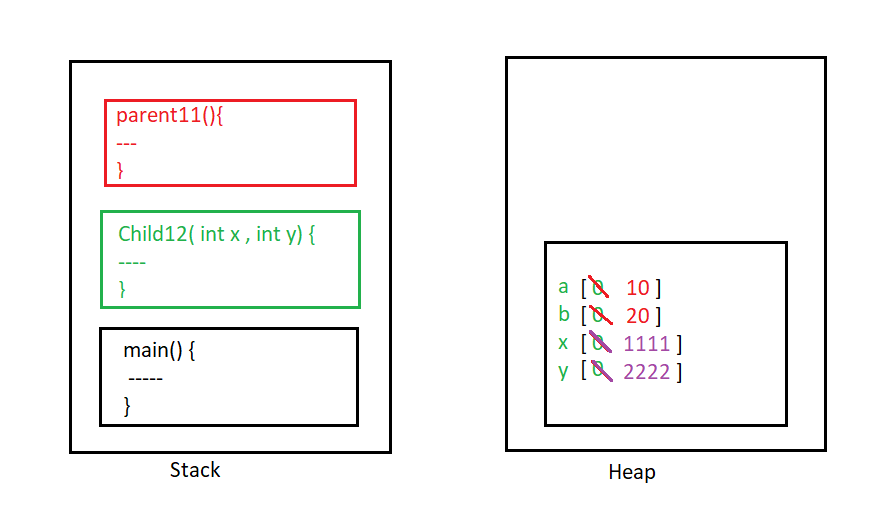 parent11(){
---
}
Child12( int x , int y) {
----
}
main() {
-----
}
Stack
a [ 0 10 ]
b [ 0 20 ]
x [ 0 1111 ]
y [ 0 2222 ]
Heap